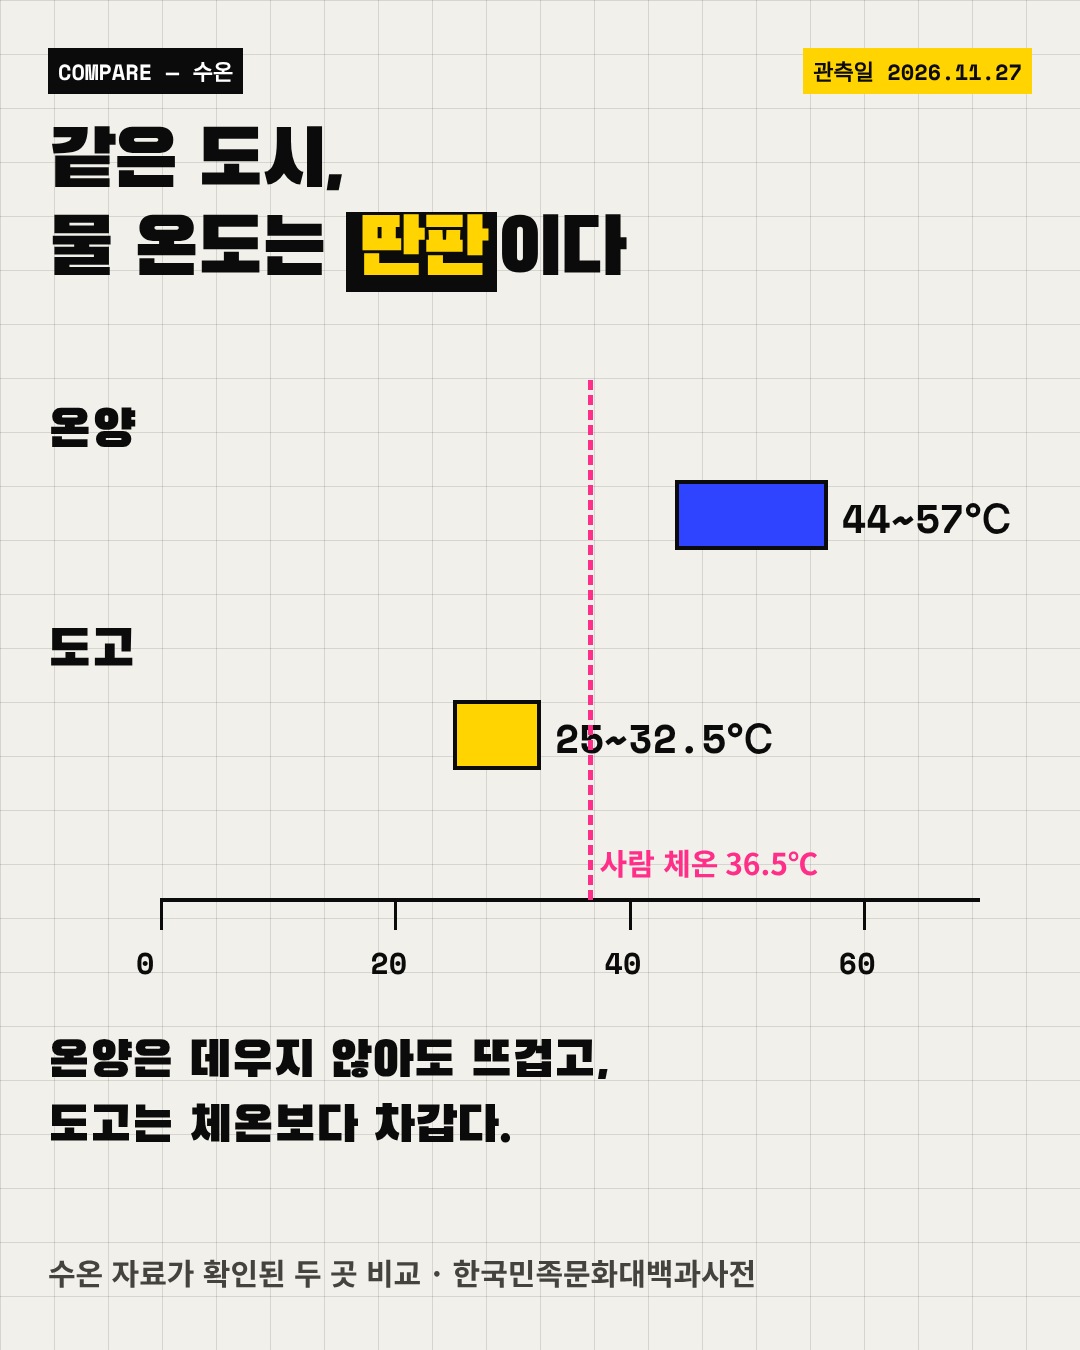 COMPARE — 수온
관측일 2026.11.27
같은 도시,
물 온도는 딴판이다
온양
44~57°C
도고
25~32.5°C
사람 체온 36.5°C
0 20 40 60
온양은 데우지 않아도 뜨겁고,
도고는 체온보다 차갑다.
수온 자료가 확인된 두 곳 비교 · 한국민족문화대백과사전